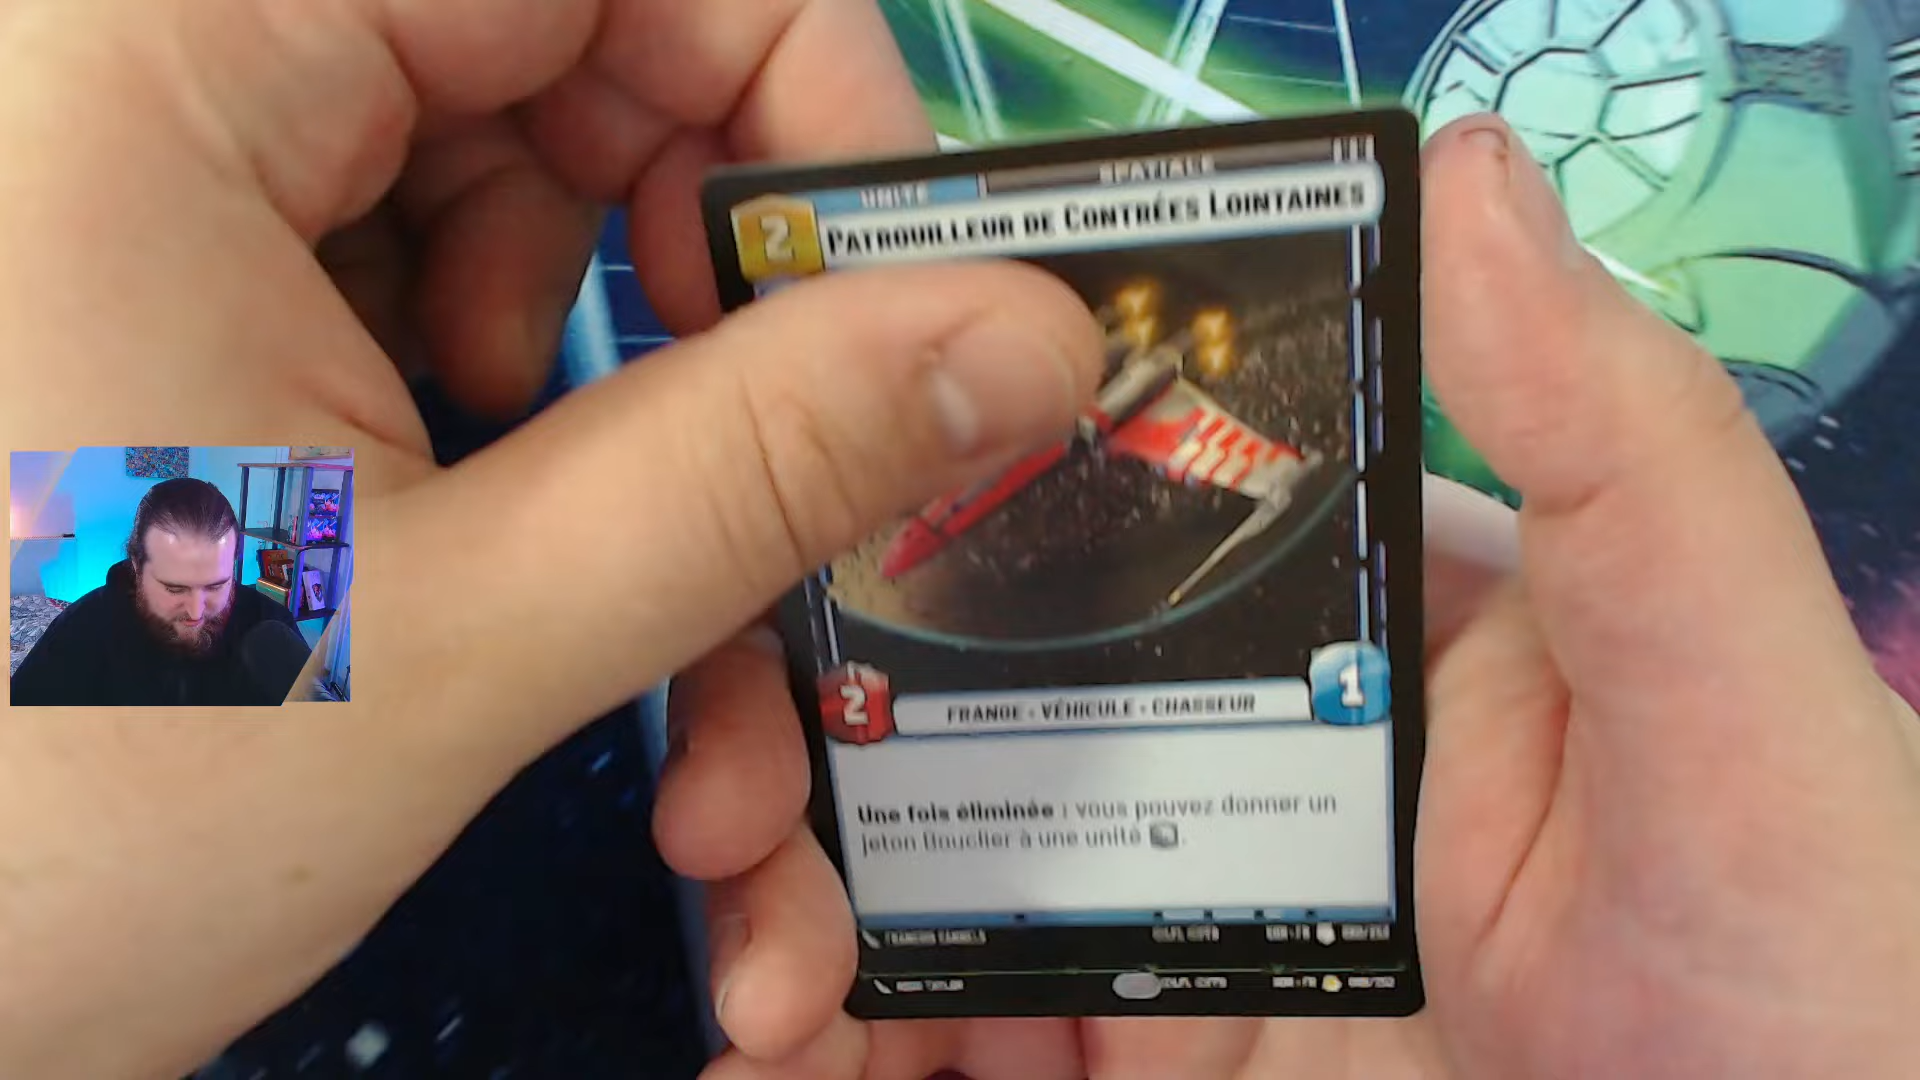 UNITÉ
SPATIALE
2
PATROUILLEUR DE CONTRÉES LOINTAINES
2
FRANGE • VÉHICULE • CHASSEUR
1
Une fois éliminée : vous pouvez donner un
jeton Bouclier à une unité